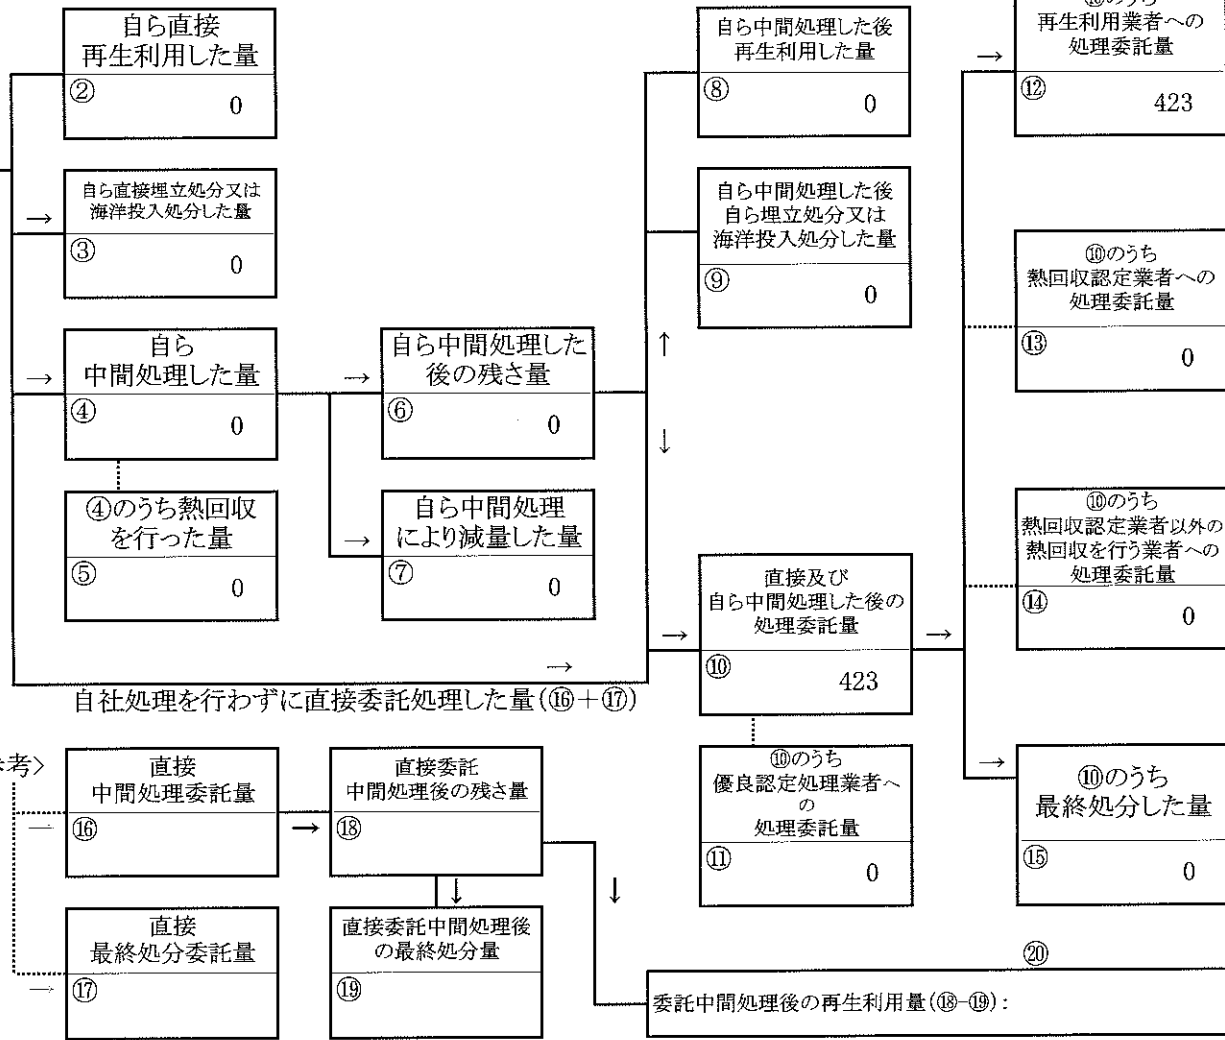 自ら直接
再生利用した量
②
0
自ら直接埋立処分又は
海洋投入処分した量
→
③
0
自ら
中間処理した量
→
④
0
④のうち熱回収
を行った量
⑤
0
自ら中間処理した
後の残さ量
→
⑥
0
自ら中間処理
により減量した量
→
⑦
0
自ら中間処理した後
再生利用した量
⑧
0
自ら中間処理した後
自ら埋立処分又は
海洋投入処分した量
⑨
0
↑
↓
直接及び
自ら中間処理した後の
処理委託量
→
⑩
423
→
⑩のうち
優良認定処理業者へ
の
処理委託量
⑪
0
→
⑩のうち
再生利用業者への
処理委託量
⑫
423
⑩のうち
熱回収認定業者への
処理委託量
⑬
0
⑩のうち
熱回収認定業者以外の
熱回収を行う業者への
処理委託量
⑭
0
→
⑩のうち
最終処分した量
⑮
0
→
自社処理を行わずに直接委託処理した量(⑯＋⑰)
考>
直接
中間処理委託量
→
⑯
直接
最終処分委託量
→
⑰
直接委託
中間処理後の残さ量
→
⑱
↓
直接委託中間処理後
の最終処分量
⑲
↓
⑳
委託中間処理後の再生利用量(⑱-⑲)：